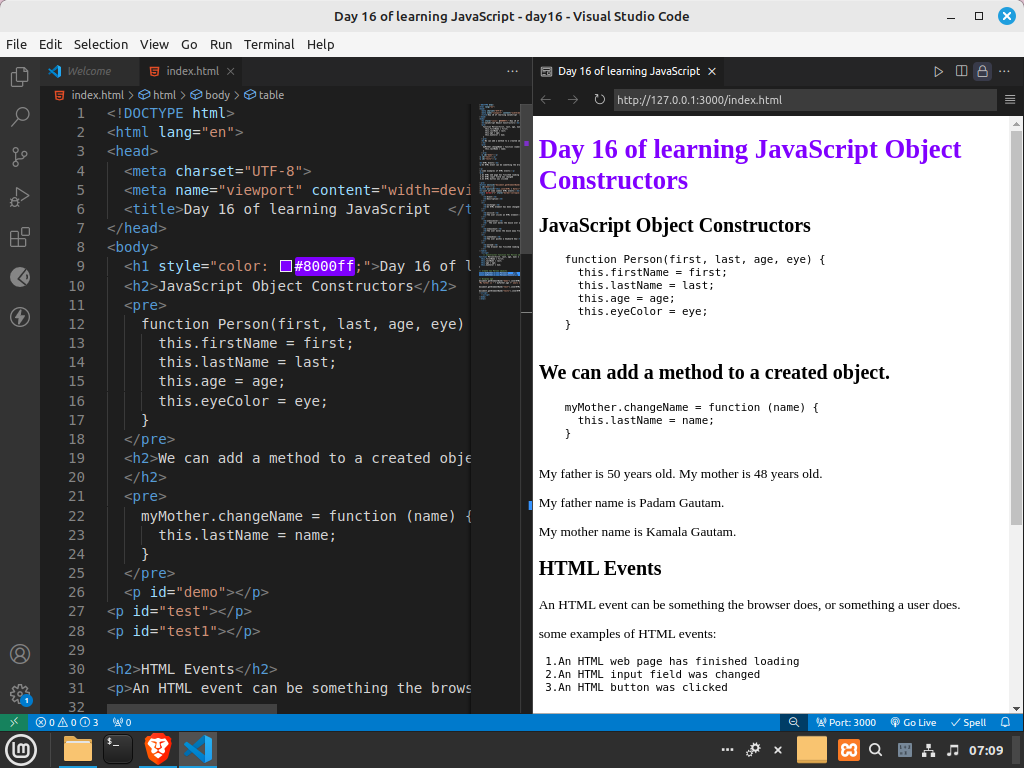 Day 16 of learning JavaScript - day16 - Visual Studio Code
File Edit Selection View Go Run Terminal Help
Welcome
index.html
index.html > html > body > table
1 <!DOCTYPE html>
2 <html lang="en">
3 <head>
4 <meta charset="UTF-8">
5 <meta name="viewport" content="width=devi
6 <title>Day 16 of learning JavaScript </t
7 </head>
8 <body>
9 <h1 style="color: #8000ff;">Day 16 of l
10 <h2>JavaScript Object Constructors</h2>
11 <pre>
12 function Person(first, last, age, eye)
13 this.firstName = first;
14 this.lastName = last;
15 this.age = age;
16 this.eyeColor = eye;
17 }
18 </pre>
19 <h2>We can add a method to a created obje
20 </h2>
21 <pre>
22 myMother.changeName = function (name) {
23 this.lastName = name;
24 }
25 </pre>
26 <p id="demo"></p>
27 <p id="test"></p>
28 <p id="test1"></p>
29
30 <h2>HTML Events</h2>
31 <p>An HTML event can be something the brows
32
Day 16 of learning JavaScript
http://127.0.0.1:3000/index.html
Day 16 of learning JavaScript Object
Constructors
JavaScript Object Constructors
function Person(first, last, age, eye) {
this.firstName = first;
this.lastName = last;
this.age = age;
this.eyeColor = eye;
}
We can add a method to a created object.
myMother.changeName = function (name) {
this.lastName = name;
}
My father is 50 years old. My mother is 48 years old.
My father name is Padam Gautam.
My mother name is Kamala Gautam.
HTML Events
An HTML event can be something the browser does, or something a user does.
some examples of HTML events:
1.An HTML web page has finished loading
2.An HTML input field was changed
3.An HTML button was clicked
1
0 0 3 0
Port: 3000 Go Live Spell
07:09